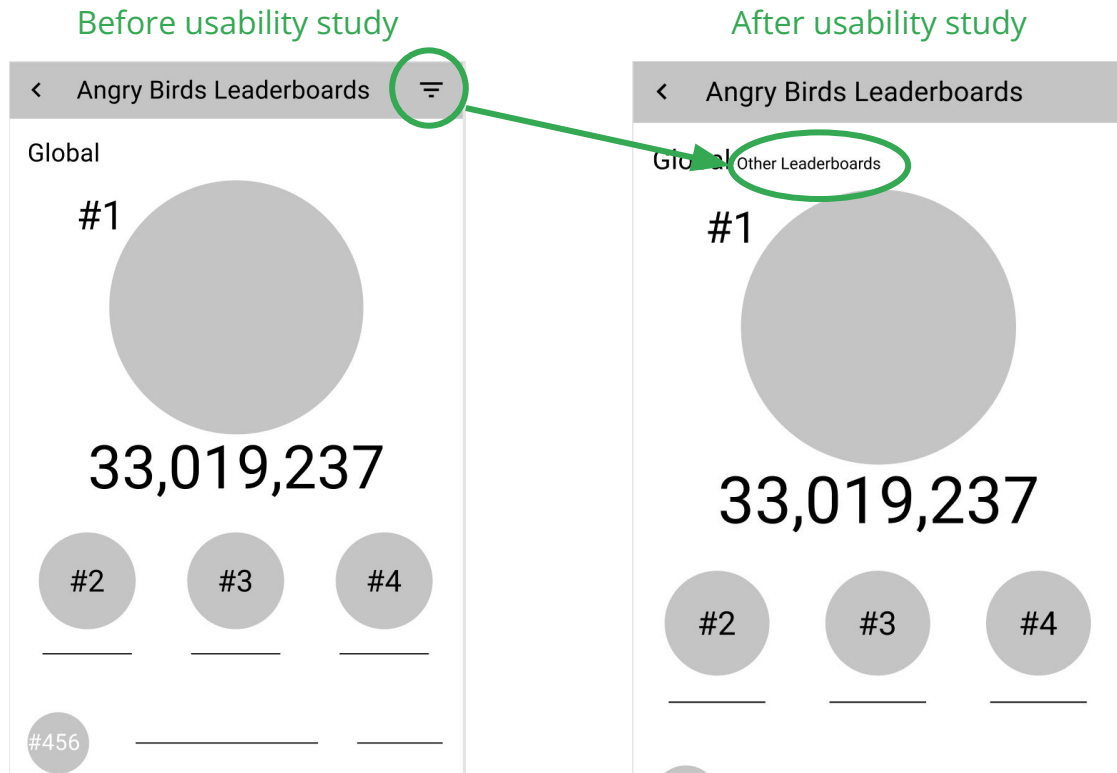 Before usability study
Angry Birds Leaderboards
Global
#1
33,019,237
#2 #3 #4
#456
After usability study
Angry Birds Leaderboards
Global Other Leaderboards
#1
33,019,237
#2 #3 #4